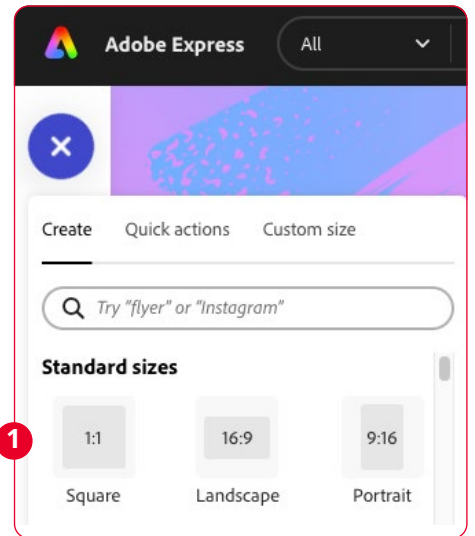 Adobe Express All
Create Quick actions Custom size
Try "flyer" or "Instagram"
Standard sizes
1 1:1 16:9 9:16
Square Landscape Portrait